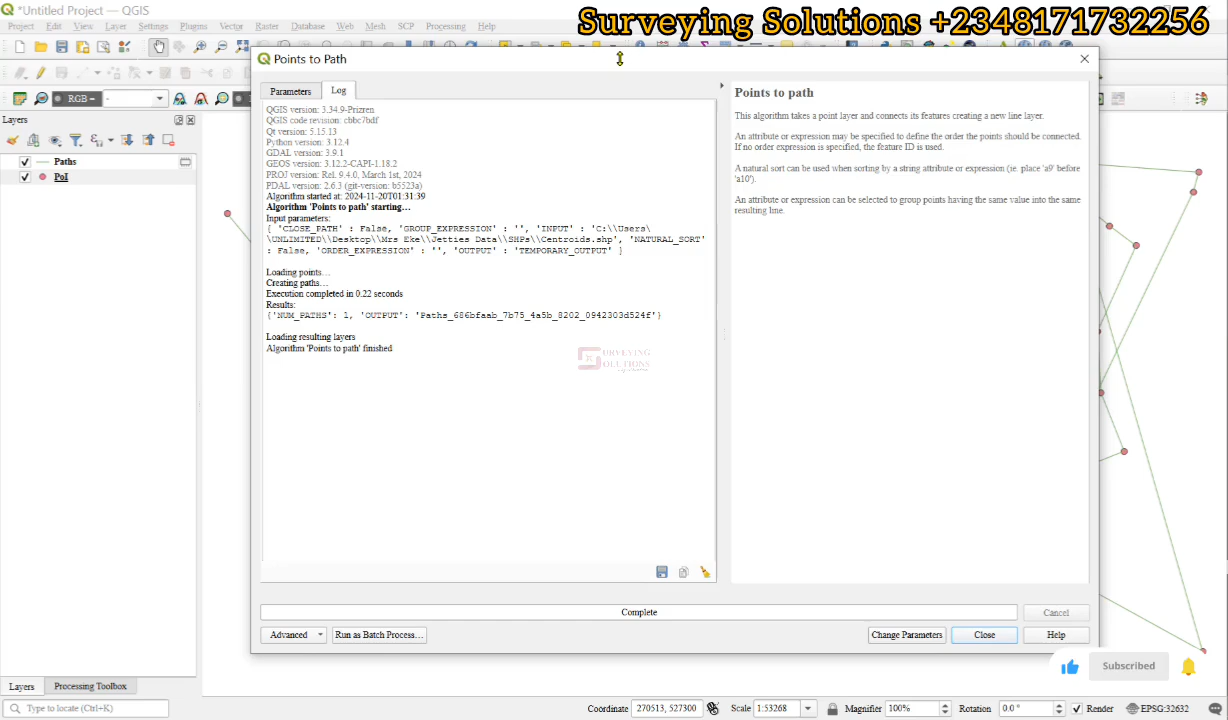 *Untitled Project — QGIS
Surveying Solutions +2348171732256
Project Edit View Layer Settings Plugins Vector Raster Database Web Mesh SCP Processing Help
Points to Path
RGB =
Parameters Log
Layers
Paths
PoI
QGIS version: 3.34.9-Prizren
QGIS code revision: cbbc7bdf
Qt version: 5.15.13
Python version: 3.12.4
GDAL version: 3.9.1
GEOS version: 3.12.2-CAPI-1.18.2
PROJ version: Rel. 9.4.0, March 1st, 2024
PDAL version: 2.6.3 (git-version: b5523a)
Algorithm started at: 2024-11-20T01:31:39
Algorithm 'Points to path' starting…
Input parameters:
{ 'CLOSE_PATH' : False, 'GROUP_EXPRESSION' : '', 'INPUT' : 'C:\\Users\
\UNLIMITED\\Desktop\\Mrs Eke\\Jetties Data\\SHPs\\Centroids.shp', 'NATURAL_SORT'
: False, 'ORDER_EXPRESSION' : '', 'OUTPUT' : 'TEMPORARY_OUTPUT' }
Loading points…
Creating paths…
Execution completed in 0.22 seconds
Results:
{'NUM_PATHS': 1, 'OUTPUT': 'Paths_686bfaab_7b75_4a5b_8202_0942303d524f'}
Loading resulting layers
Algorithm 'Points to path' finished
Points to path
This algorithm takes a point layer and connects its features creating a new line layer.
An attribute or expression may be specified to define the order the points should be connected.
If no order expression is specified, the feature ID is used.
A natural sort can be used when sorting by a string attribute or expression (ie. place 'a9' before
'a10').
An attribute or expression can be selected to group points having the same value into the same
resulting line.
SURVEYING
SOLUTIONS
Complete
Cancel
Advanced
Run as Batch Process…
Change Parameters
Close
Help
Subscribed
Layers Processing Toolbox
Type to locate (Ctrl+K)
Coordinate 270513, 527300 Scale 1:53268 Magnifier 100% Rotation 0.0 ° Render EPSG:32632